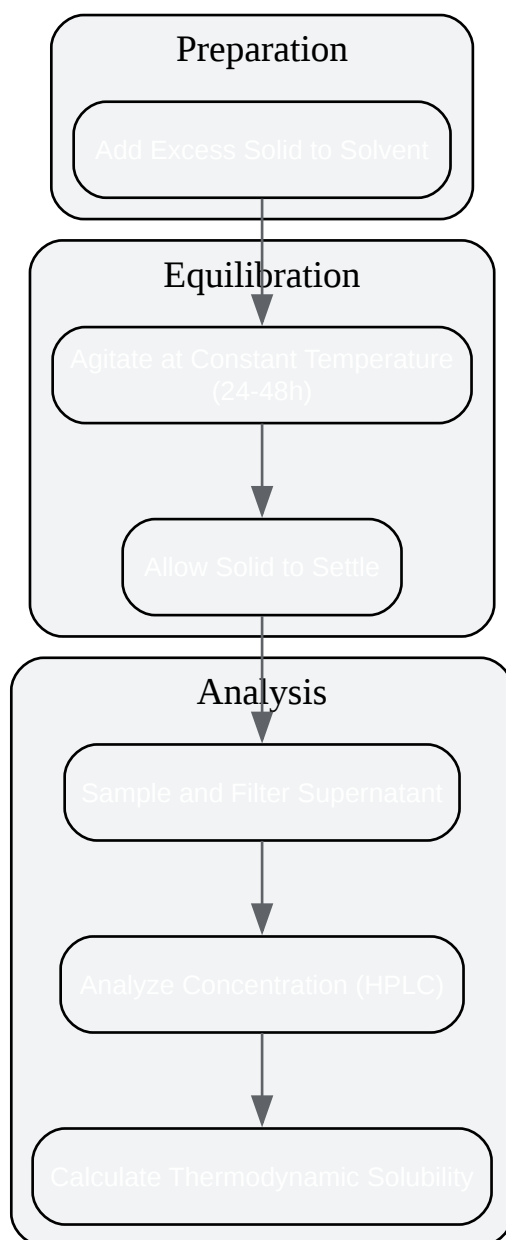 Preparation
Add Excess Solid to Solvent
Equilibration
Agitate at Constant Temperature
(24-48h)
Allow Solid to Settle
Analysis
Sample and Filter Supernatant
Analyze Concentration (HPLC)
Calculate Thermodynamic Solubility